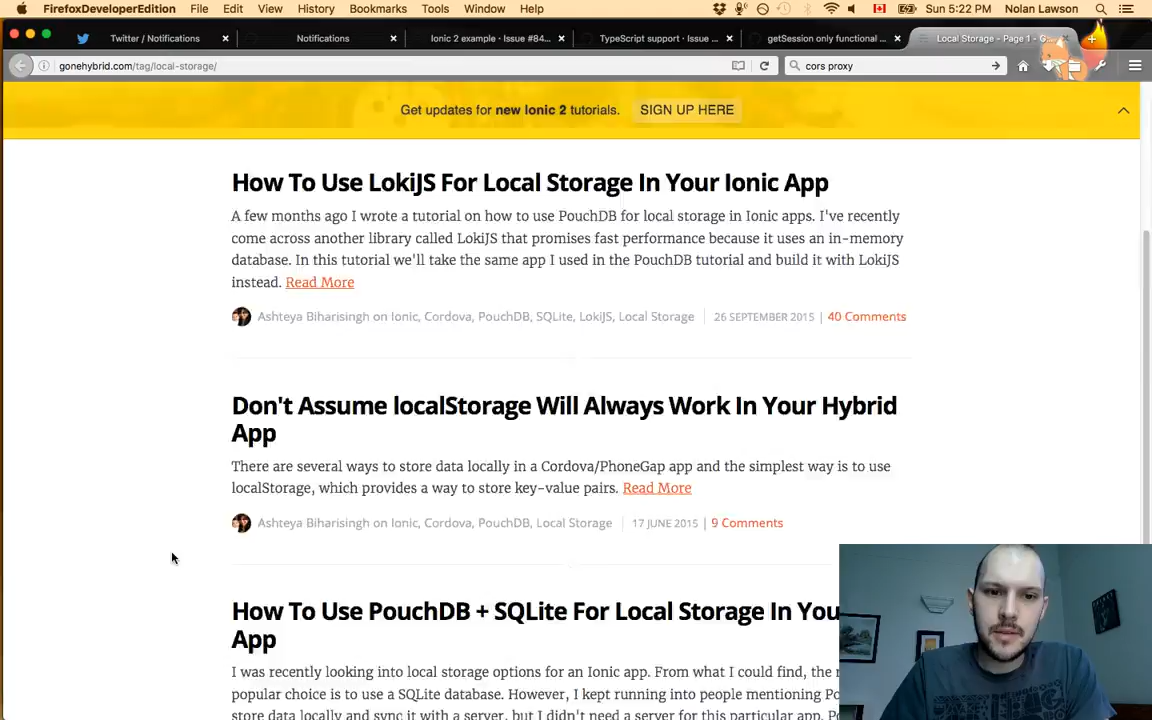 FirefoxDeveloperEdition File Edit View History Bookmarks Tools Window Help Sun 5:22 PM Nolan Lawson
Twitter / Notifications Notifications Ionic 2 example · Issue #84... TypeScript support · Issue ... getSession only functional ... Local Storage - Page 1 - G...
gonehybrid.com/tag/local-storage/ cors proxy
Get updates for new Ionic 2 tutorials. SIGN UP HERE
How To Use LokiJS For Local Storage In Your Ionic App
A few months ago I wrote a tutorial on how to use PouchDB for local storage in Ionic apps. I've recently
come across another library called LokiJS that promises fast performance because it uses an in-memory
database. In this tutorial we'll take the same app I used in the PouchDB tutorial and build it with LokiJS
instead. Read More
Ashteya Biharisingh on Ionic, Cordova, PouchDB, SQLite, LokiJS, Local Storage 26 SEPTEMBER 2015 | 40 Comments
Don't Assume localStorage Will Always Work In Your Hybrid
App
There are several ways to store data locally in a Cordova/PhoneGap app and the simplest way is to use
localStorage, which provides a way to store key-value pairs. Read More
Ashteya Biharisingh on Ionic, Cordova, PouchDB, Local Storage 17 JUNE 2015 | 9 Comments
How To Use PouchDB + SQLite For Local Storage In You
App
I was recently looking into local storage options for an Ionic app. From what I could find, the
popular choice is to use a SQLite database. However, I kept running into people mentioning Po
store data locally and sync it with a server, but I didn't need a server for this particular app. Po